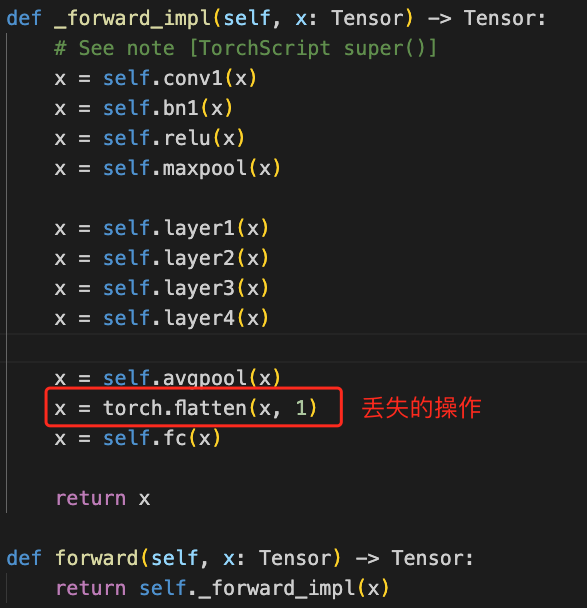 def _forward_impl(self, x: Tensor) -> Tensor:
    # See note [TorchScript super()]
    x = self.conv1(x)
    x = self.bn1(x)
    x = self.relu(x)
    x = self.maxpool(x)

    x = self.layer1(x)
    x = self.layer2(x)
    x = self.layer3(x)
    x = self.layer4(x)

    x = self.avgpool(x)
    x = torch.flatten(x, 1) 丢失的操作
    x = self.fc(x)

    return x

def forward(self, x: Tensor) -> Tensor:
    return self._forward_impl(x)